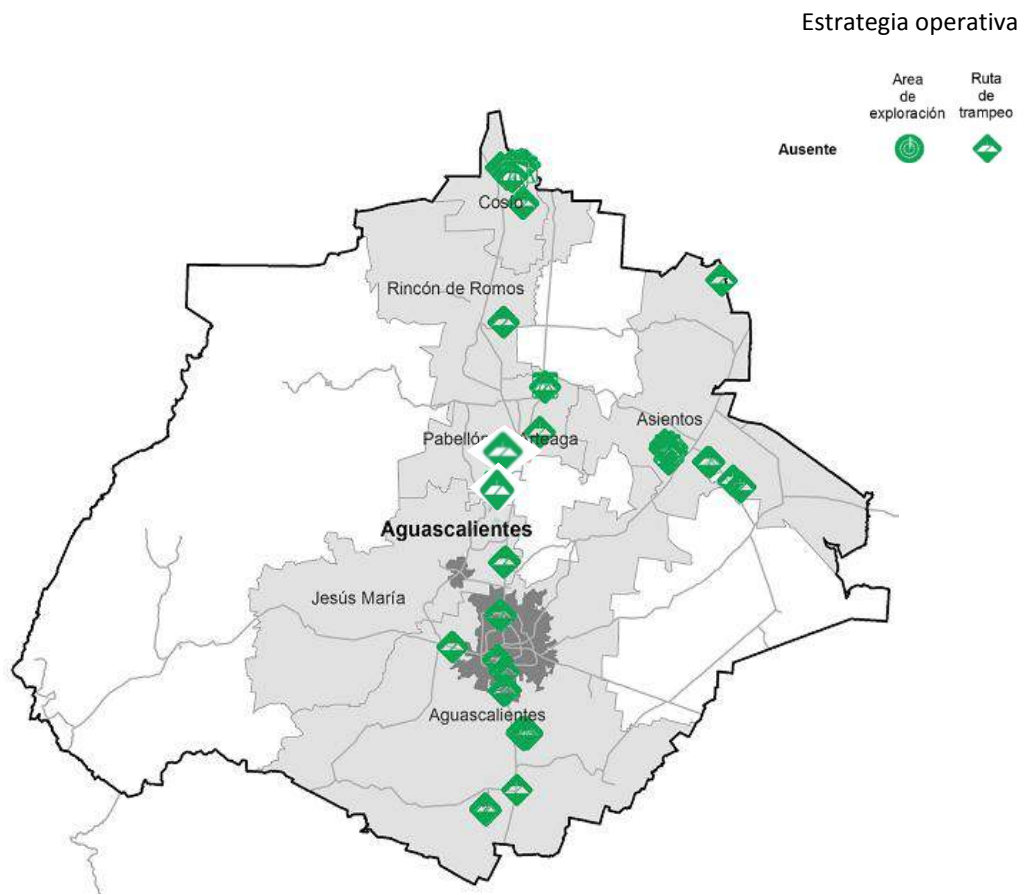 Estrategia operativa
Area de exploración
Ruta de trampeo
Ausente
Cosío
Rincón de Romos
Asientos
Pabellón Arteaga
Aguascalientes
Jesús María
Aguascalientes